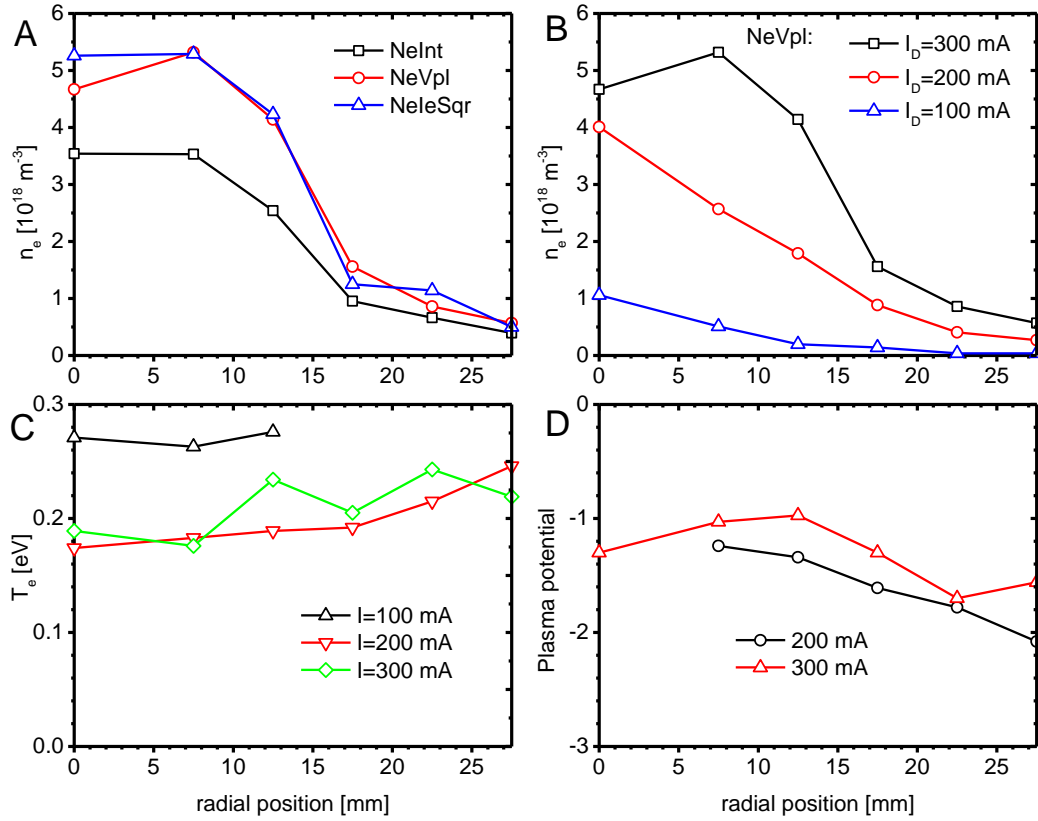 A
NeInt
NeVpl
NeIeSqr
n_e [10^18 m^-3]
6
5
4
3
2
1
0
0 5 10 15 20 25
B
NeVpl:
I_D=300 mA
I_D=200 mA
I_D=100 mA
n_e [10^18 m^-3]
6
5
4
3
2
1
0
0 5 10 15 20 25
C
T_e [eV]
0.3
0.2
0.1
0.0
I=100 mA
I=200 mA
I=300 mA
0 5 10 15 20 25
radial position [mm]
D
Plasma potential
0
-1
-2
-3
200 mA
300 mA
0 5 10 15 20 25
radial position [mm]